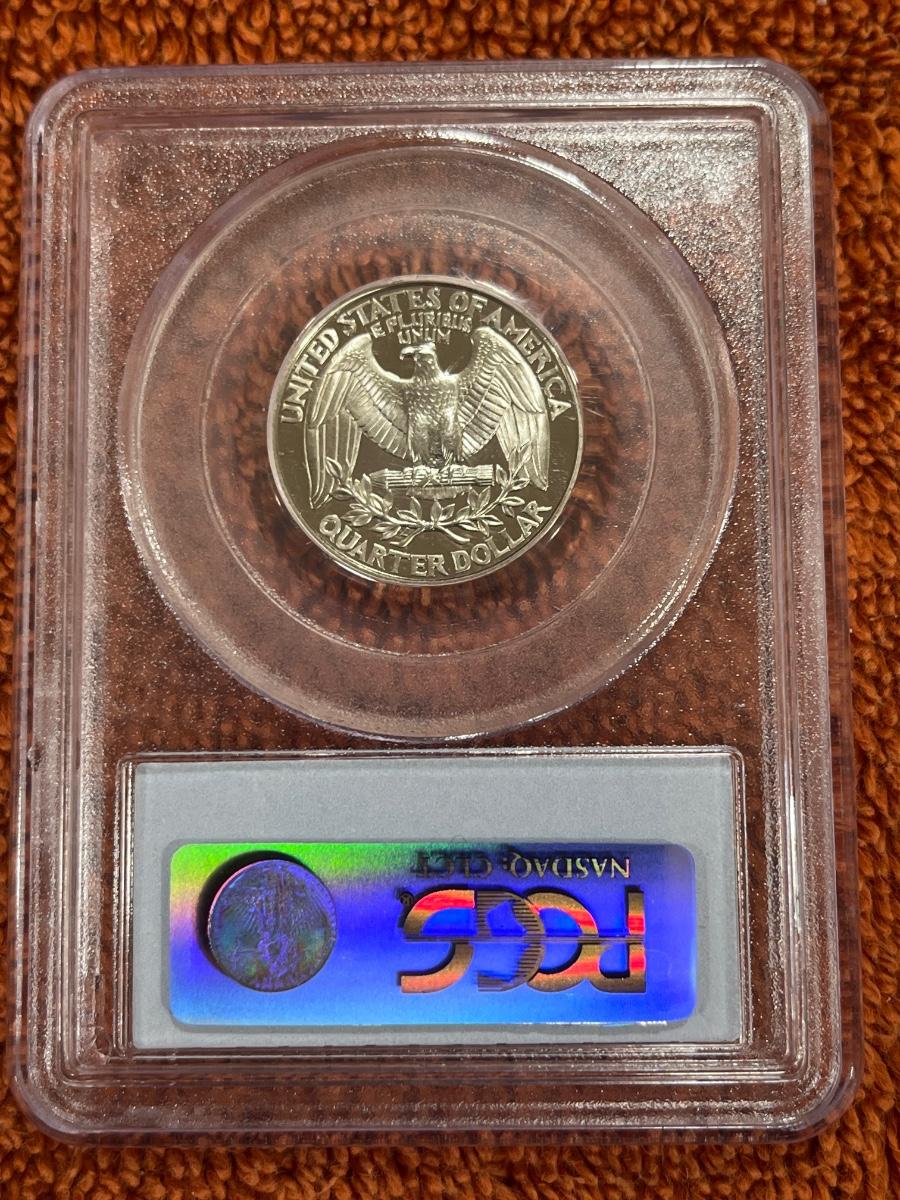 UNITED STATES OF AMERICA
E PLURIBUS
UNUM
QUARTER DOLLAR
NASDAQ: CLCT
PCGS®